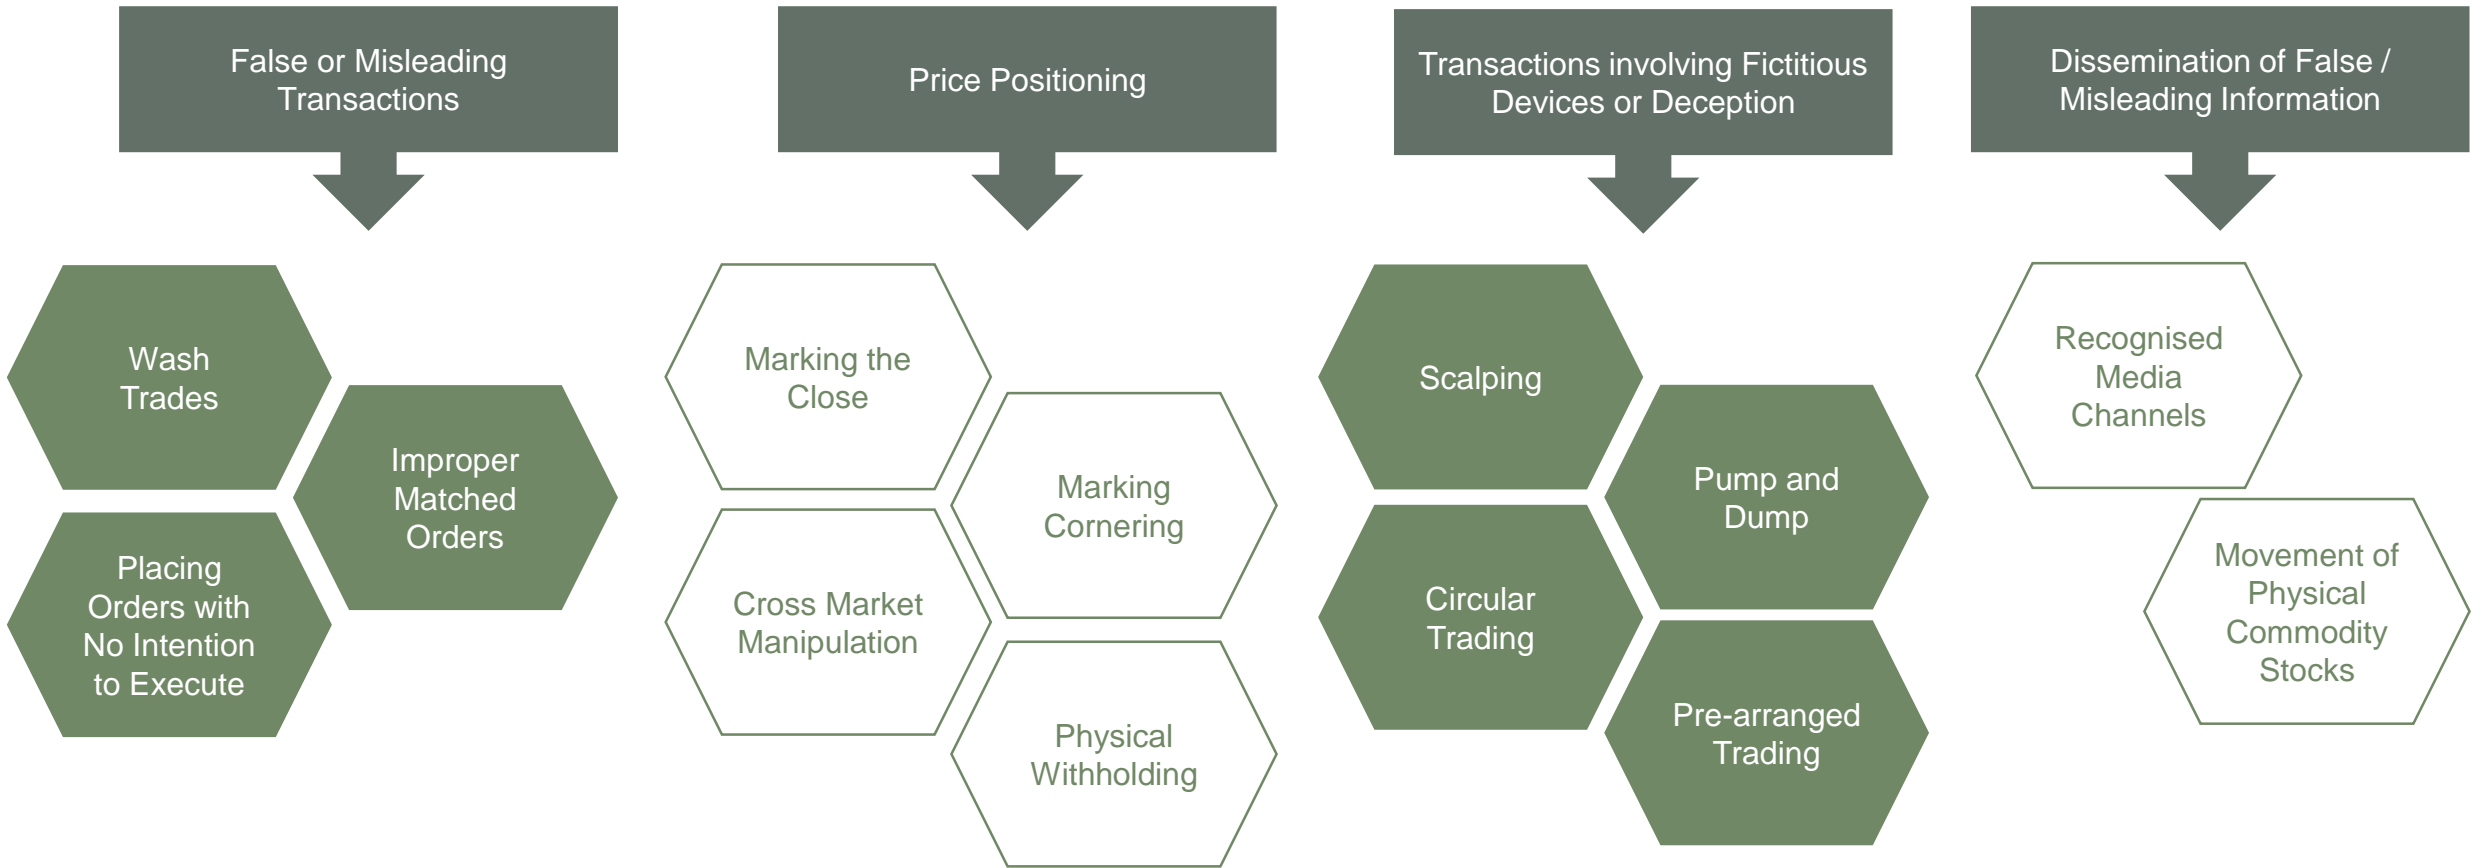 False or Misleading
Transactions
Price Positioning
Transactions involving Fictitious
Devices or Deception
Dissemination of False /
Misleading Information
Wash
Trades
Improper
Matched
Orders
Placing
Orders with
No Intention
to Execute
Marking the
Close
Marking
Cornering
Cross Market
Manipulation
Physical
Withholding
Scalping
Pump and
Dump
Circular
Trading
Pre-arranged
Trading
Recognised
Media
Channels
Movement of
Physical
Commodity
Stocks